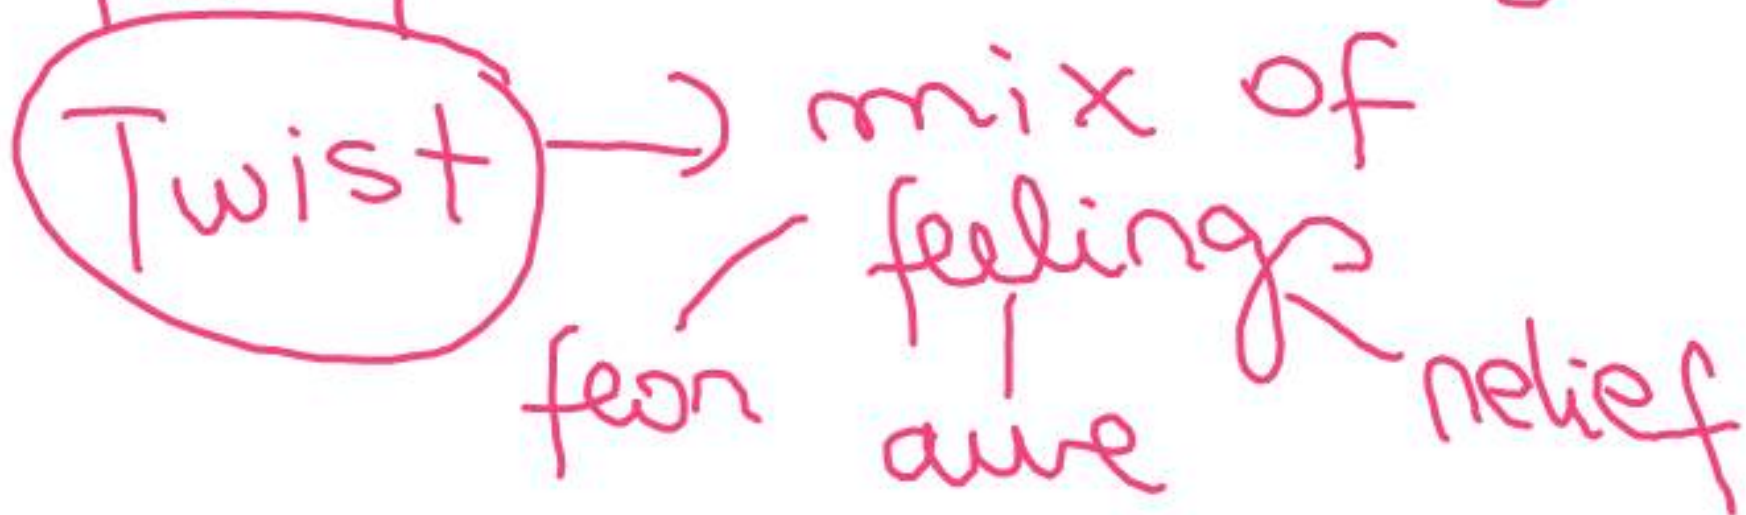 Twist → mix of
feelings
fear
awe
relief